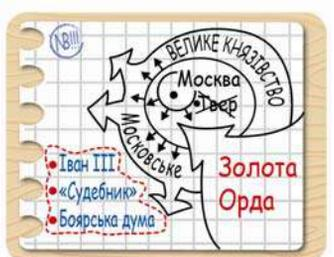 NB!!!
ВЕЛИКЕ КНЯЗІВСТВО
Москва
Твер
Московське
Іван III
«Судебник»
Боярська дума
Золота
Орда